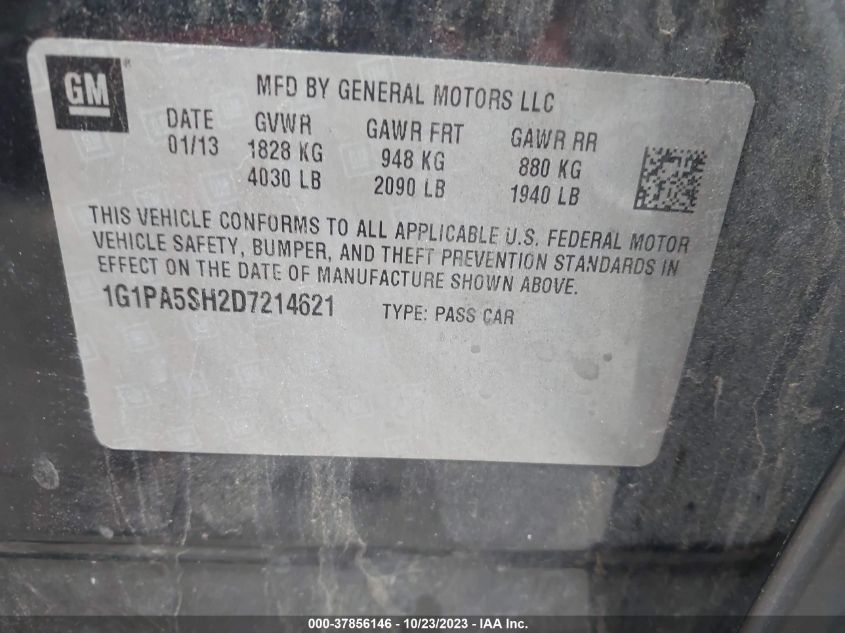 GM
MFD BY GENERAL MOTORS LLC
DATE GVWR GAWR FRT GAWR RR
01/13 1828 KG 948 KG 880 KG
4030 LB 2090 LB 1940 LB
THIS VEHICLE CONFORMS TO ALL APPLICABLE U.S. FEDERAL MOTOR
VEHICLE SAFETY, BUMPER, AND THEFT PREVENTION STANDARDS IN
EFFECT ON THE DATE OF MANUFACTURE SHOWN ABOVE.
1G1PA5SH2D7214621 TYPE: PASS CAR
000-37856146 - 10/23/2023 - IAA Inc.